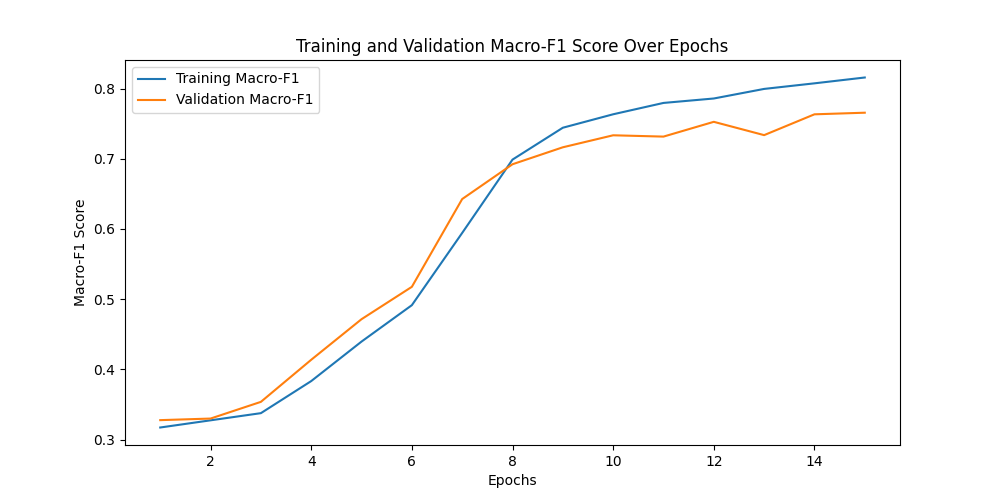 Training and Validation Macro-F1 Score Over Epochs
Training Macro-F1
Validation Macro-F1
Macro-F1 Score
0.8
0.7
0.6
0.5
0.4
0.3
2 4 6 8 10 12 14
Epochs